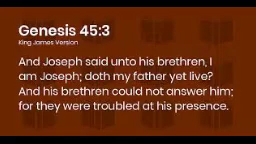 Genesis 45:3
King James Version
And Joseph said unto his brethren, I
am Joseph; doth my father yet live?
And his brethren could not answer him;
for they were troubled at his presence.